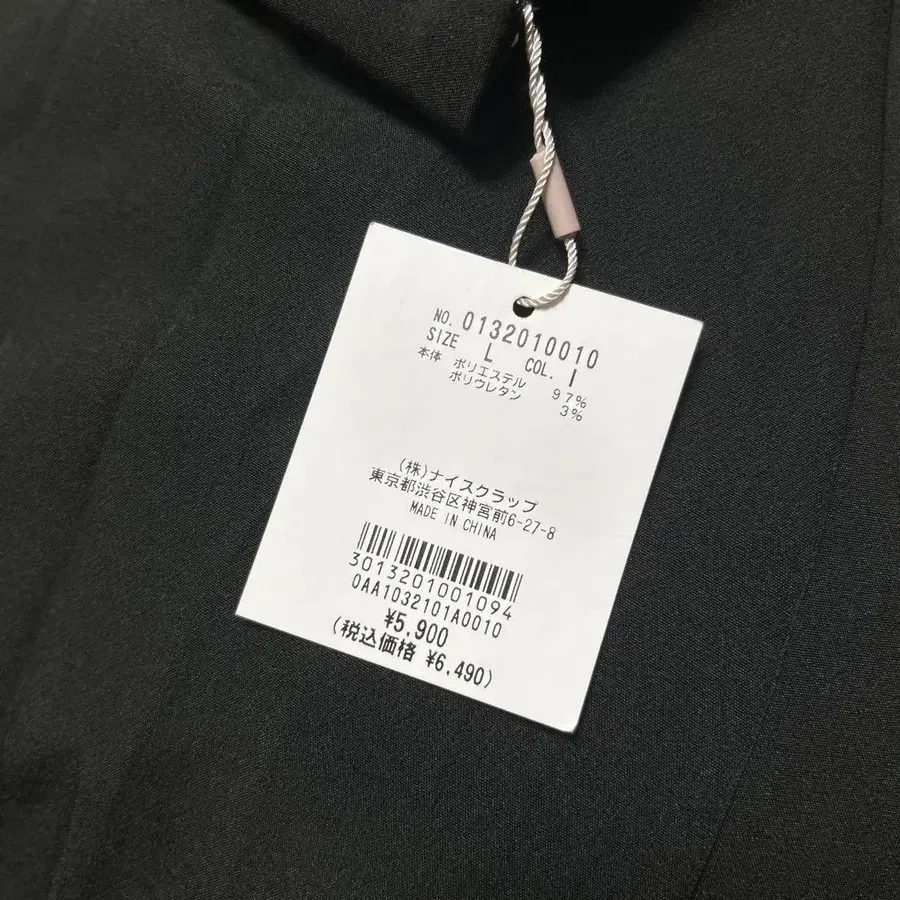 NO. 0132010010
SIZE L COL. I
本体 ポリエステル 97%
ポリウレタン 3%
(株)ナイスクラップ
東京都渋谷区神宮前6-27-8
MADE IN CHINA
3013201001094
0AA1032101A0010
¥5,900
(税込価格 ¥6,490)